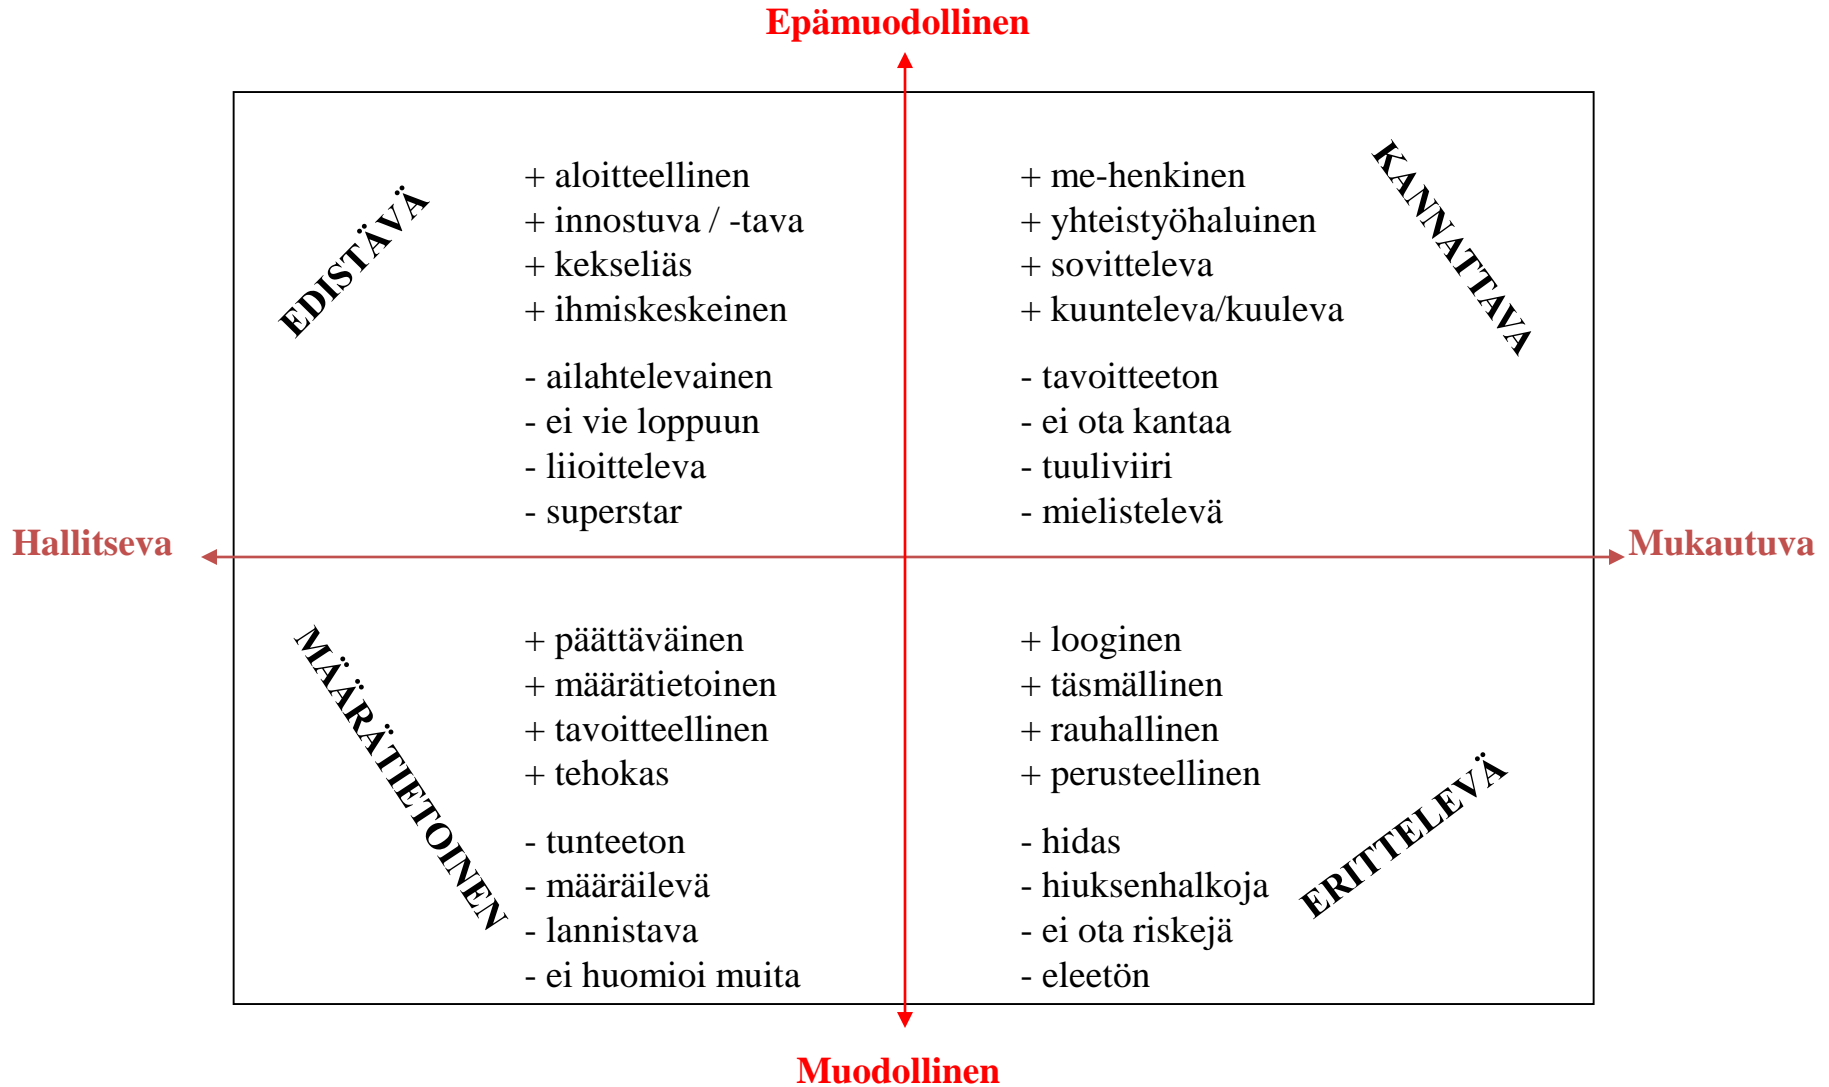 Epämuodollinen
EDISTÄVÄ
+ aloitteellinen
+ innostuva / -tava
+ kekseliäs
+ ihmiskeskeinen
- ailahtelevainen
- ei vie loppuun
- liioitteleva
- superstar
KANNATTAVA
+ me-henkinen
+ yhteistyöhaluinen
+ sovitteleva
+ kuunteleva/kuuleva
- tavoitteeton
- ei ota kantaa
- tuuliviiri
- mielistelevä
Hallitseva
Mukautuva
MÄÄRÄTIETOINEN
+ päättäväinen
+ määrätietoinen
+ tavoitteellinen
+ tehokas
- tunteeton
- määräilevä
- lannistava
- ei huomioi muita
ERITTELEVÄ
+ looginen
+ täsmällinen
+ rauhallinen
+ perusteellinen
- hidas
- hiuksenhalkoja
- ei ota riskejä
- eleetön
Muodollinen